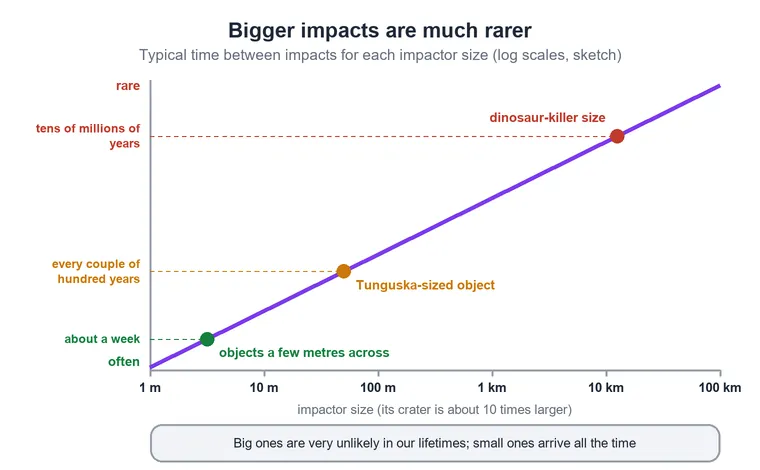 Bigger impacts are much rarer
Typical time between impacts for each impactor size (log scales, sketch)
rare
dinosaur-killer size
tens of millions of
years
every couple of
hundred years
Tunguska-sized object
about a week
objects a few metres across
often
1 m
10 m
100 m
1 km
10 km
100 km
impactor size (its crater is about 10 times larger)
Big ones are very unlikely in our lifetimes; small ones arrive all the time